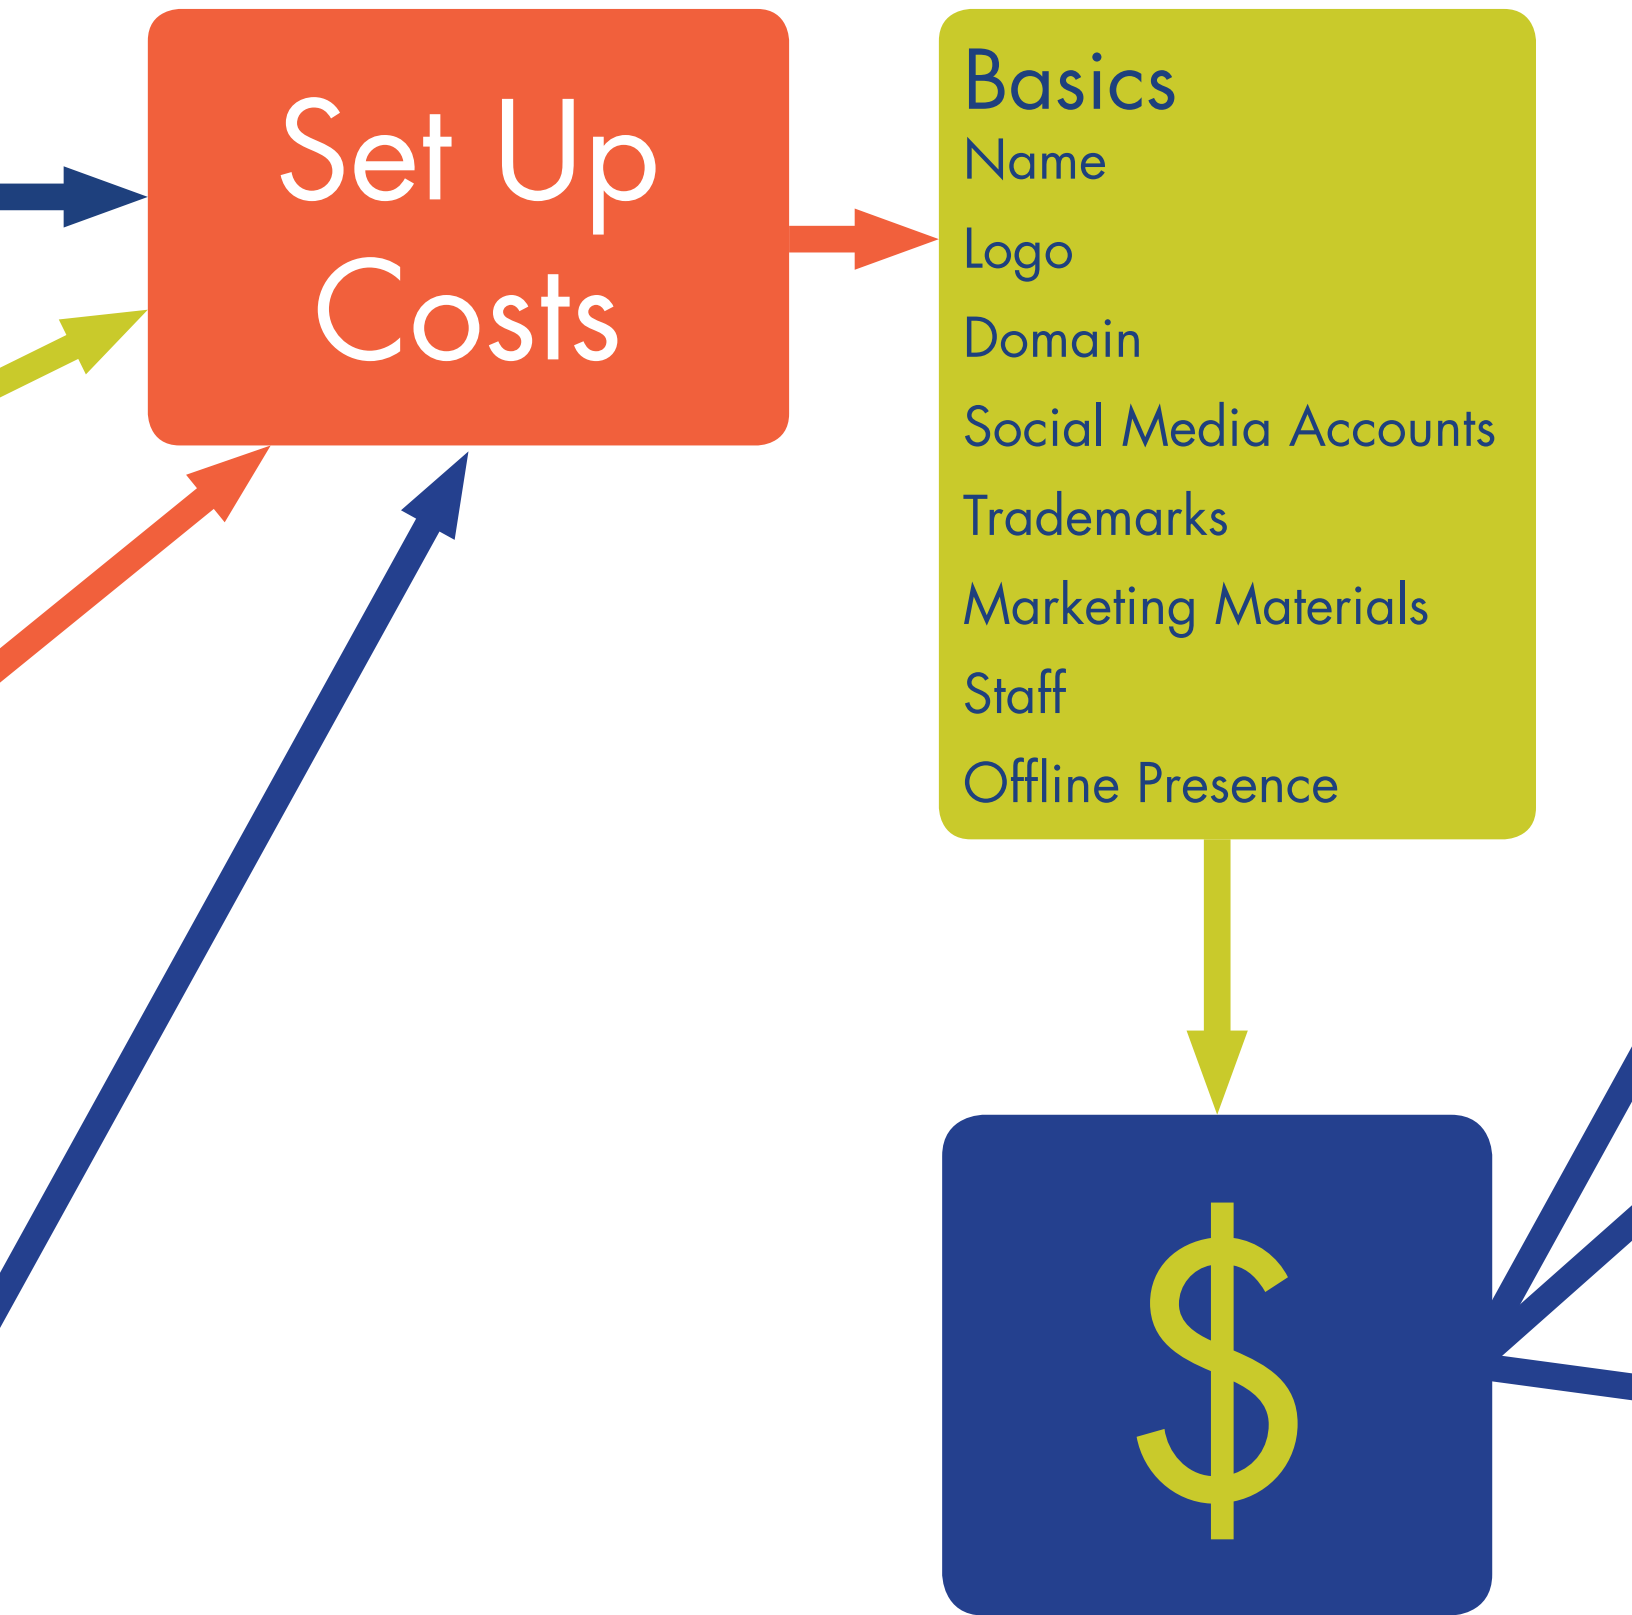 Set Up
Costs
Basics
Name
Logo
Domain
Social Media Accounts
Trademarks
Marketing Materials
Staff
Offline Presence
$